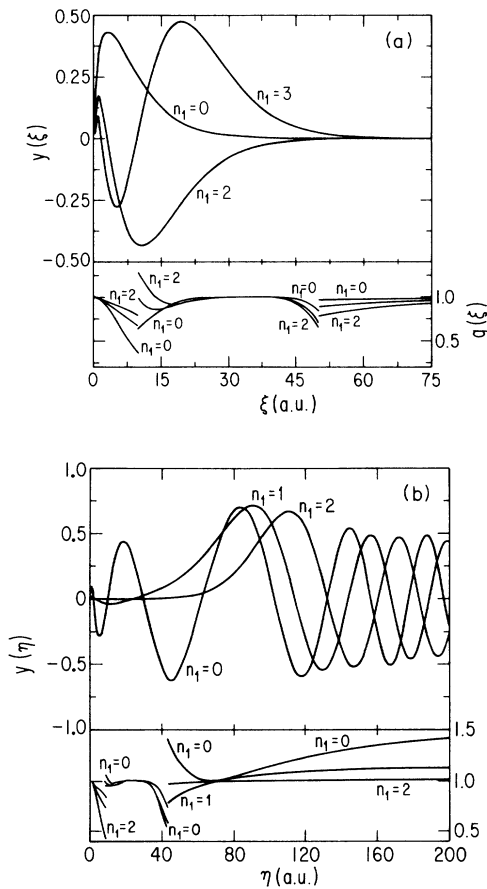 0.50
(a)
0.25
n₁=3
n₁=0
y(ξ)
0
-0.25
n₁=2
-0.50
n₁=2
n₁=2
n₁=0
n₁=0
1.0
b(ξ)
n₁=0
n₁=2
n₁=2
0.5
n₁=0
0 15 30 45 60 75
ξ(a.u.)
1.0
(b)
n₁=1
n₁=2
0.5
y(η)
0
-0.5
n₁=0
-1.0
1.5
n₁=0
n₁=0
n₁=0
1.0
n₁=1
n₁=2
n₁=2
n₁=0
0.5
0 40 80 120 160 200
η(a.u.)